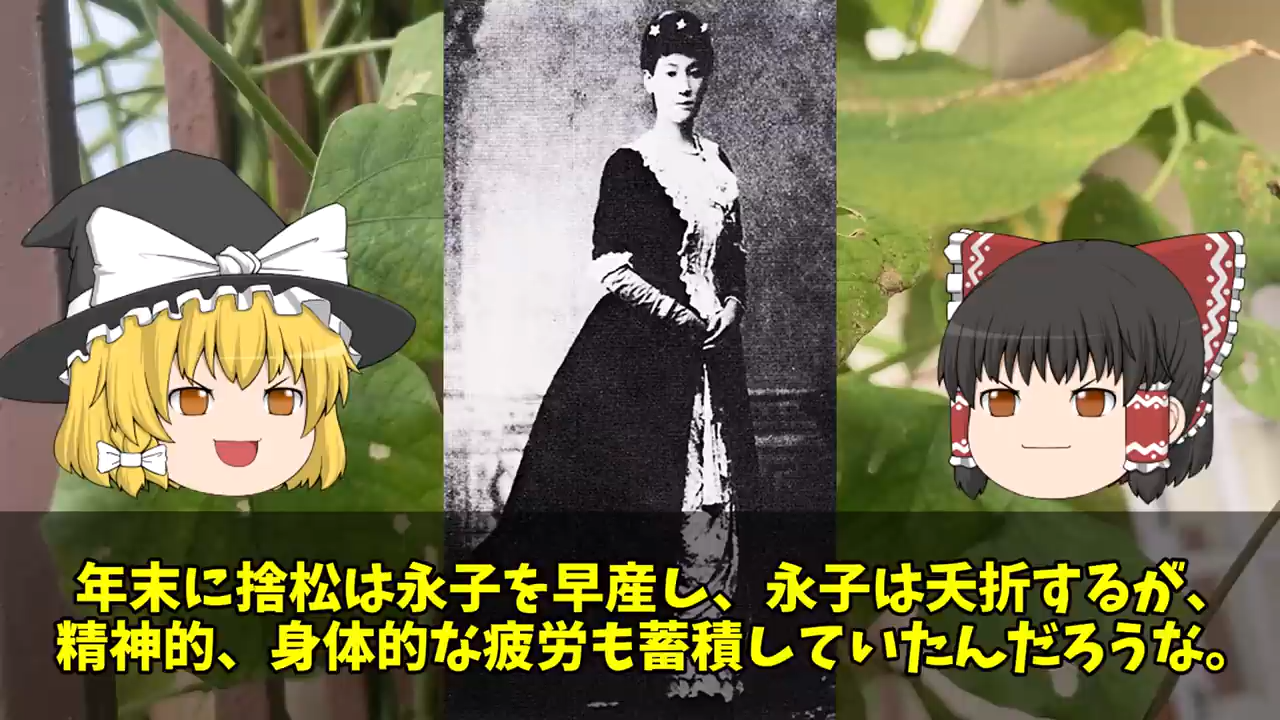 年末に捨松は永子を早産し、永子は夭折するが、
精神的、身体的な疲労も蓄積していたんだろうな。